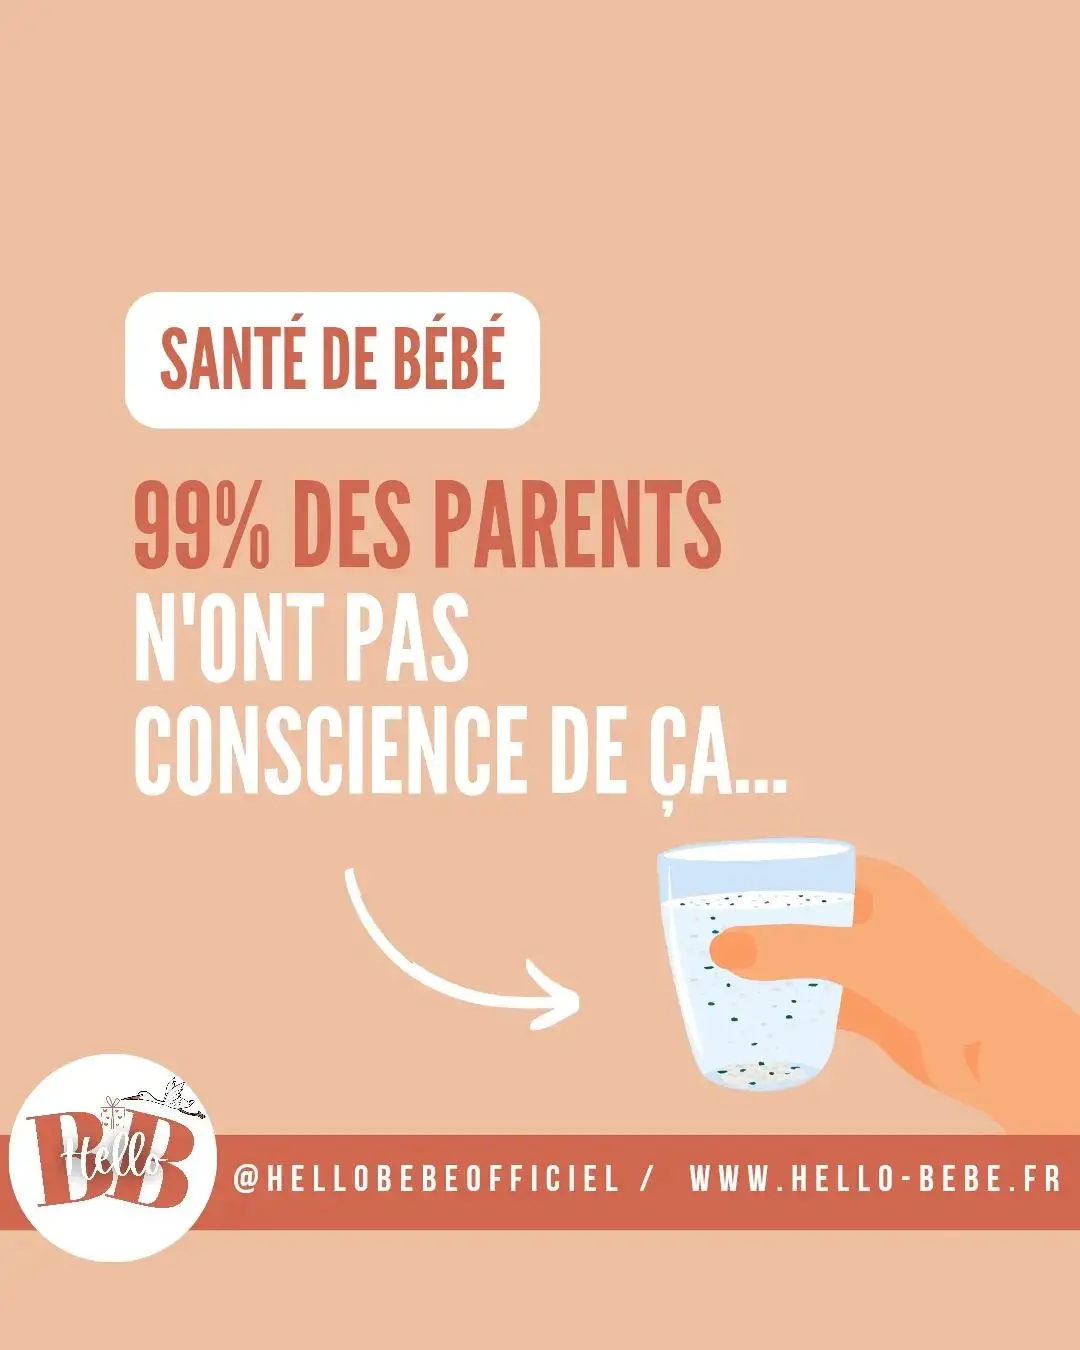 SANTÉ DE BÉBÉ
99% DES PARENTS
N'ONT PAS
CONSCIENCE DE ÇA...
BB
Hello
@HELLOBEBEOFFICIEL / WWW.HELLO-BEBE.FR